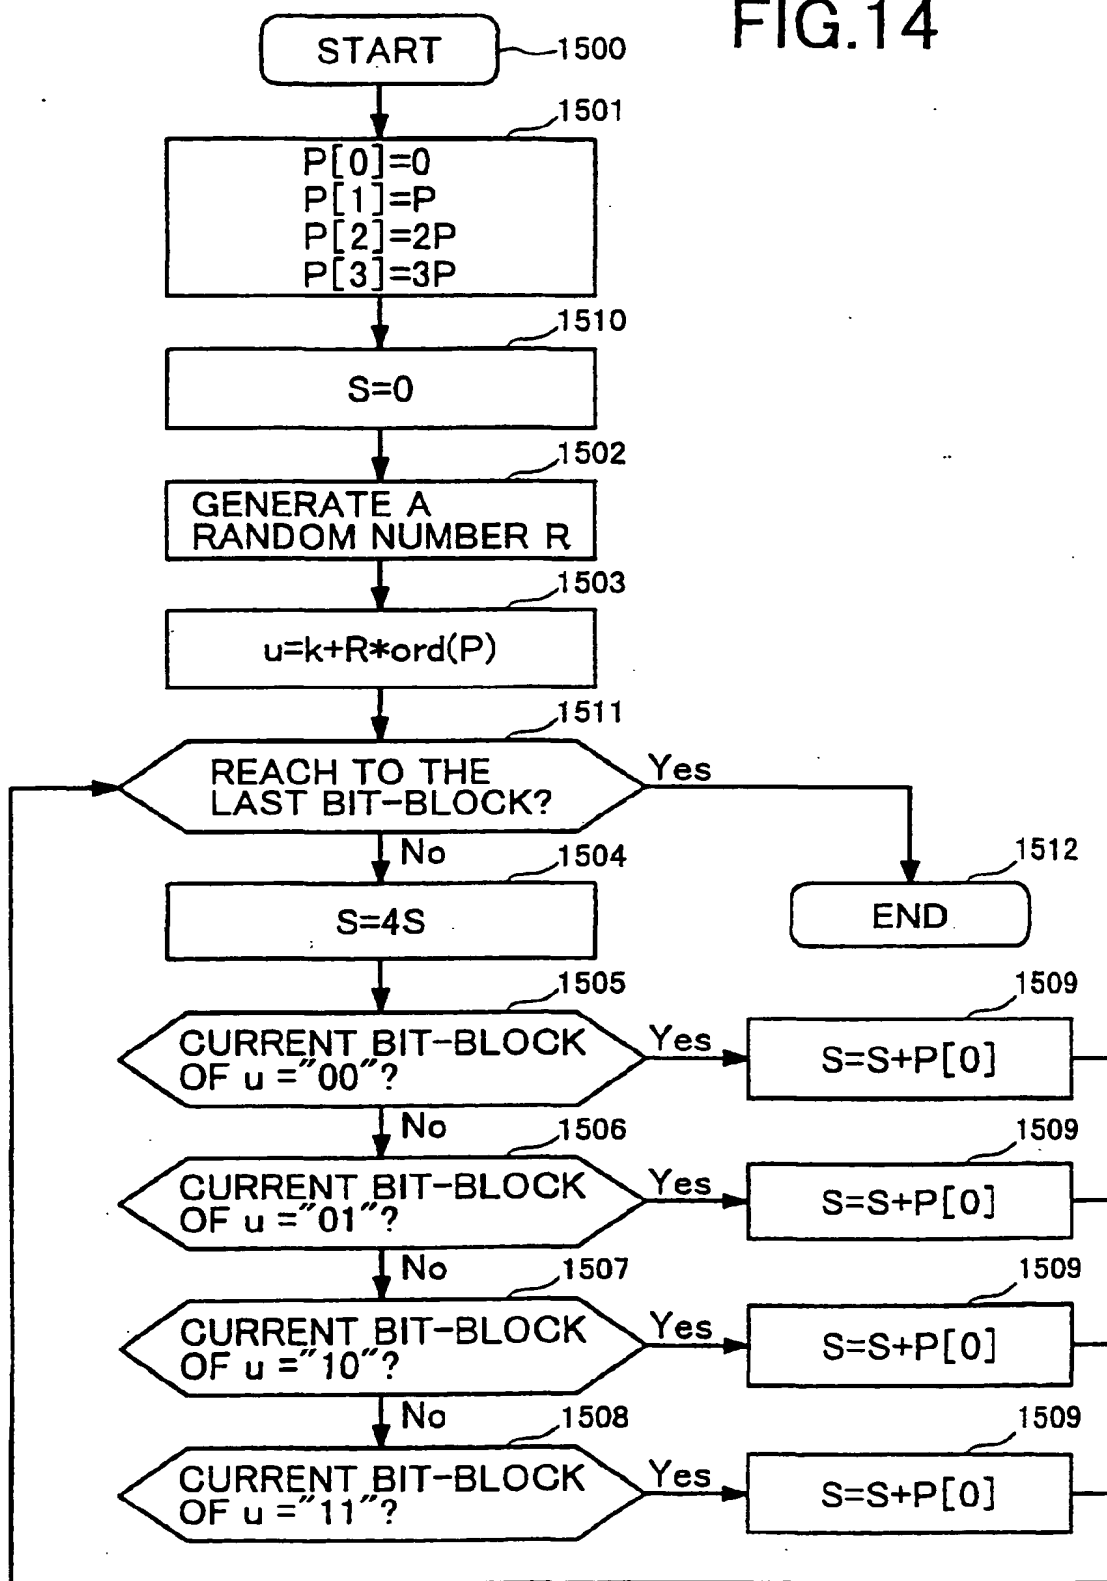 FIG.14
START
1500
1501
P[0]=0
P[1]=P
P[2]=2P
P[3]=3P
1510
S=0
1502
GENERATE A
RANDOM NUMBER R
1503
u=k+R*ord(P)
1511
REACH TO THE
LAST BIT-BLOCK?
Yes
No
1504
S=4S
1512
END
1505
CURRENT BIT-BLOCK
OF u ="00"?
Yes
1509
S=S+P[0]
No
1506
CURRENT BIT-BLOCK
OF u ="01"?
Yes
1509
S=S+P[0]
No
1507
CURRENT BIT-BLOCK
OF u ="10"?
Yes
1509
S=S+P[0]
No
1508
CURRENT BIT-BLOCK
OF u ="11"?
Yes
1509
S=S+P[0]